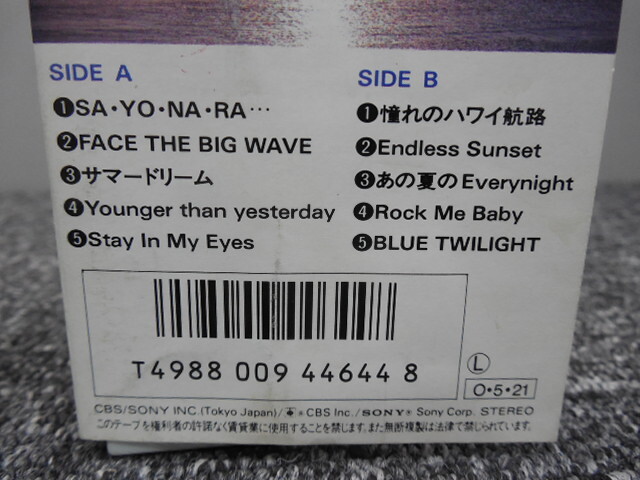 SIDE A
❶SA・YO・NA・RA…
❷FACE THE BIG WAVE
❸サマードリーム
❹Younger than yesterday
❺Stay In My Eyes
SIDE B
❶憧れのハワイ航路
❷Endless Sunset
❸あの夏のEverynight
❹Rock Me Baby
❺BLUE TWILIGHT
T4988 009 44644 8
Ⓛ
O・5・21
CBS/SONY INC.(Tokyo Japan)/® CBS Inc./SONY® Sony Corp. STEREO
このテープを権利者の許諾なく賃貸業に使用することを禁じます。また無断複製は法律で禁じられています。